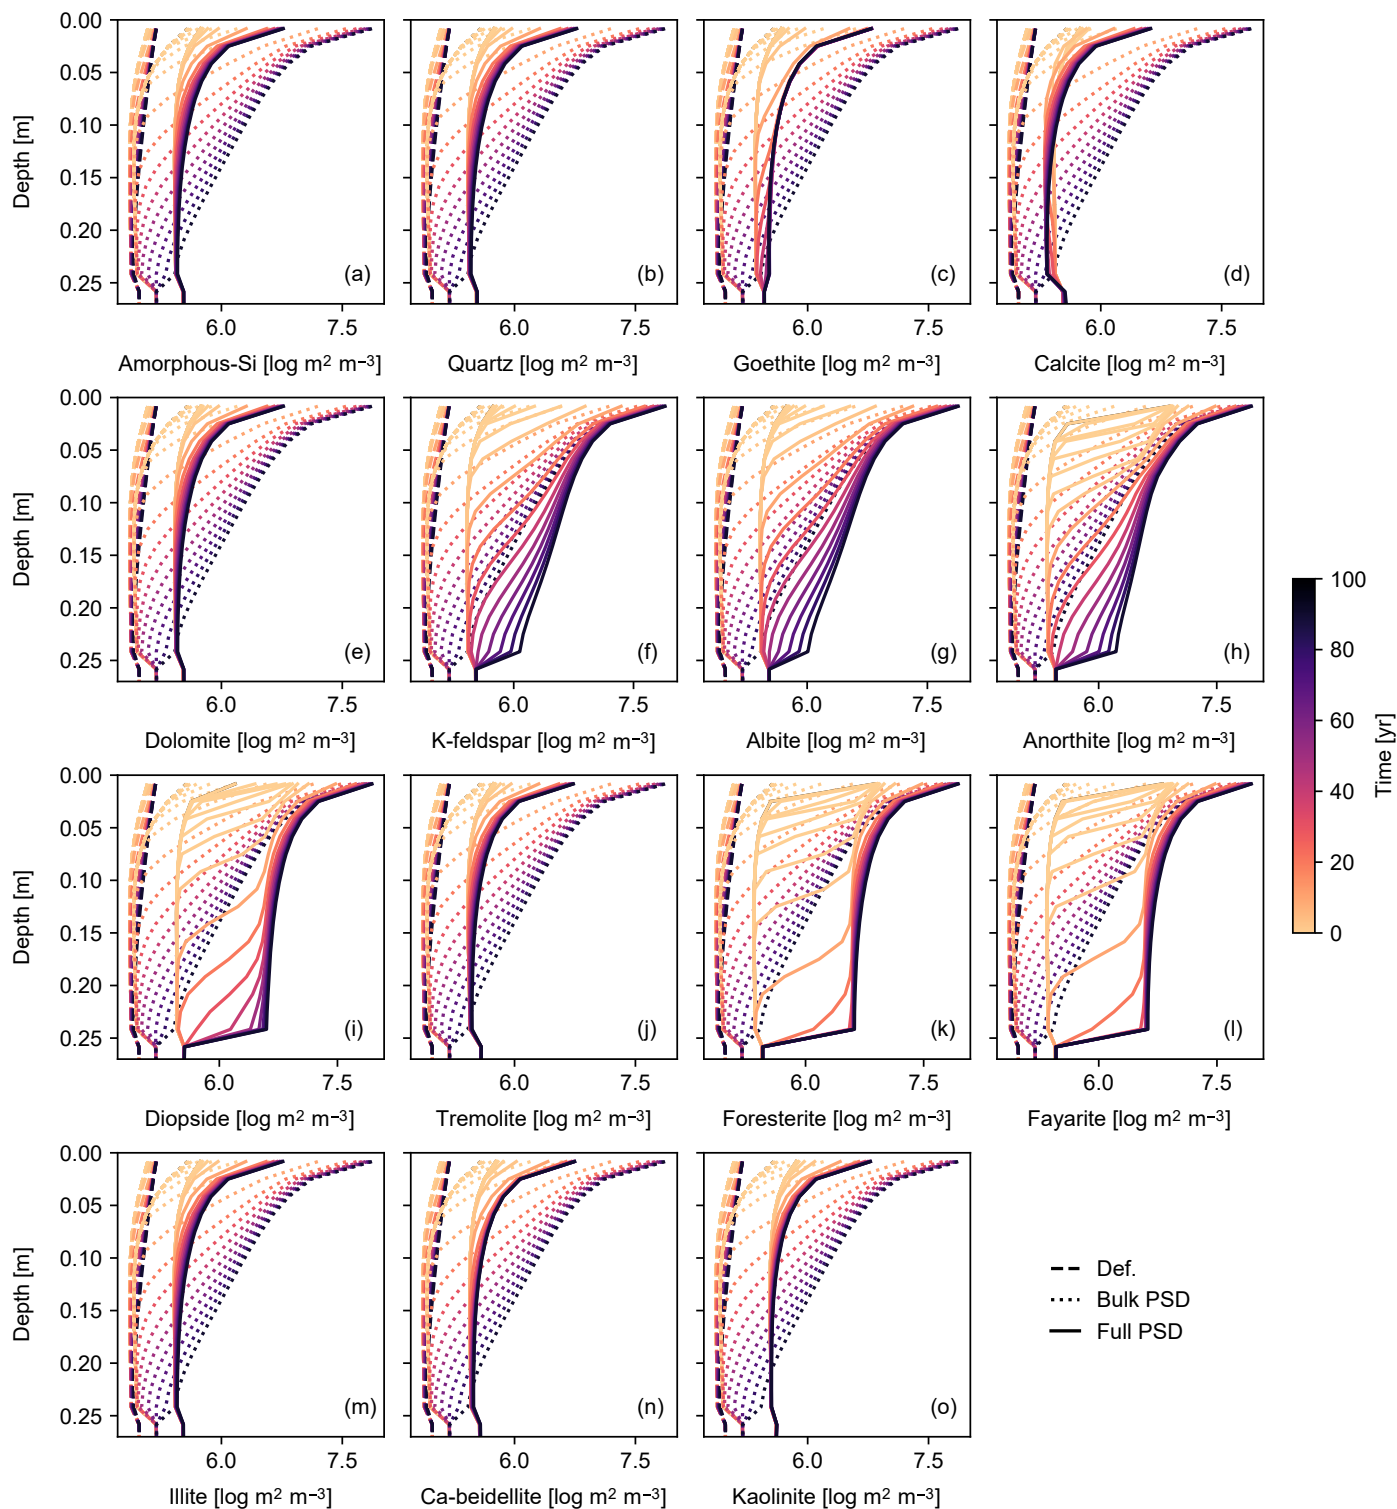 0.00
0.05
0.10
0.15
0.20
0.25
Depth [m]
(a)
(b)
(c)
(d)
6.0 7.5 6.0 7.5 6.0 7.5 6.0 7.5
Amorphous-Si [log m² m⁻³] Quartz [log m² m⁻³] Goethite [log m² m⁻³] Calcite [log m² m⁻³]
0.00
0.05
0.10
0.15
0.20
0.25
Depth [m]
(e)
(f)
(g)
(h)
6.0 7.5 6.0 7.5 6.0 7.5 6.0 7.5
Dolomite [log m² m⁻³] K-feldspar [log m² m⁻³] Albite [log m² m⁻³] Anorthite [log m² m⁻³]
100
80
60
40
20
0
Time [yr]
0.00
0.05
0.10
0.15
0.20
0.25
Depth [m]
(i)
(j)
(k)
(l)
6.0 7.5 6.0 7.5 6.0 7.5 6.0 7.5
Diopside [log m² m⁻³] Tremolite [log m² m⁻³] Foresterite [log m² m⁻³] Fayarite [log m² m⁻³]
0.00
0.05
0.10
0.15
0.20
0.25
Depth [m]
(m)
(n)
(o)
6.0 7.5 6.0 7.5 6.0 7.5
Illite [log m² m⁻³] Ca-beidellite [log m² m⁻³] Kaolinite [log m² m⁻³]
Def.
Bulk PSD
Full PSD